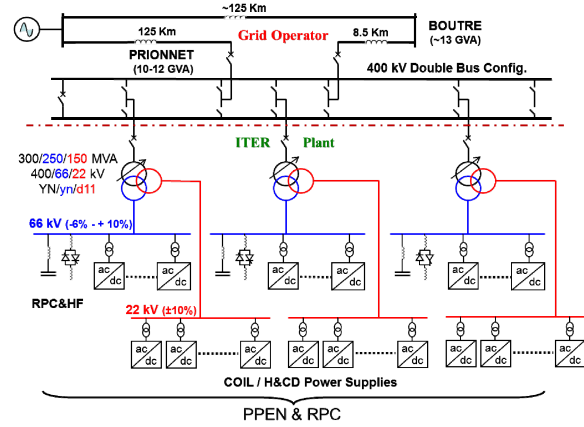 ~125 Km
125 Km
Grid Operator
8.5 Km
BOUTRE
(~13 GVA)
PRIONNET
(10-12 GVA)
400 kV Double Bus Config.
ITER Plant
300/250/150 MVA
400/66/22 kV
YN/yn/d11
66 kV (-6% - + 10%)
ac dc
ac dc
ac dc
ac dc
ac dc
ac dc
RPC&HF
22 kV (±10%)
ac dc
ac dc
ac dc
ac dc
ac dc
ac dc
ac dc
ac dc
ac dc
COIL / H&CD Power Supplies
PPEN & RPC